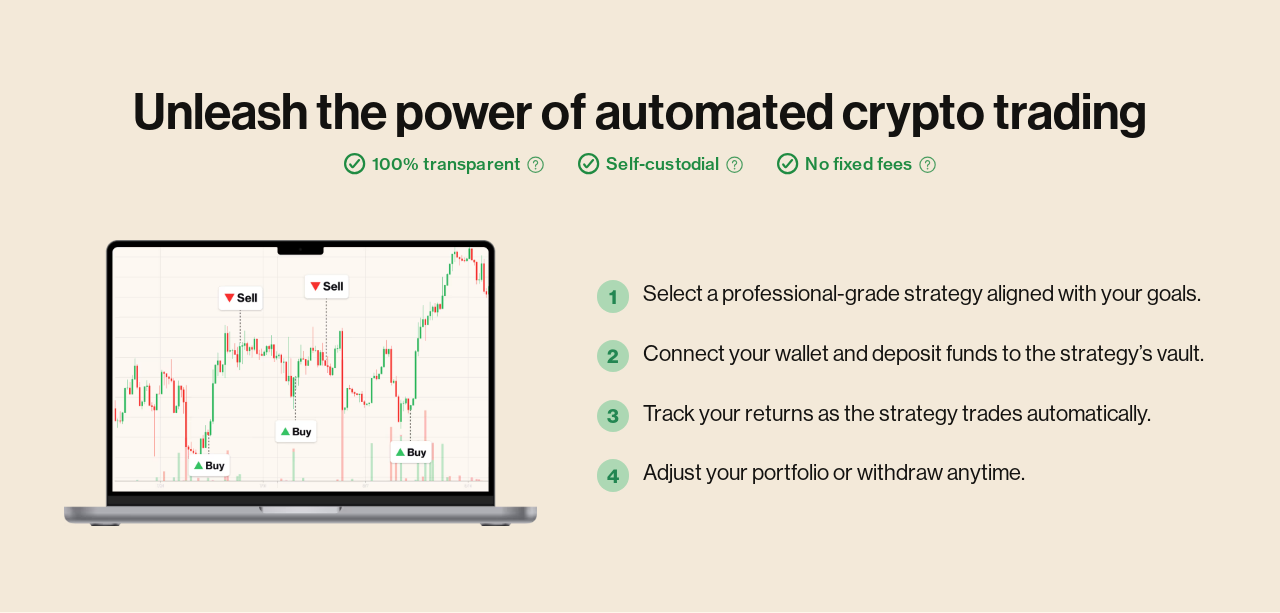 Unleash the power of automated crypto trading
100% transparent ? Self-custodial ? No fixed fees ?
Sell
Sell
Buy
Buy
Buy
1 Select a professional-grade strategy aligned with your goals.
2 Connect your wallet and deposit funds to the strategy’s vault.
3 Track your returns as the strategy trades automatically.
4 Adjust your portfolio or withdraw anytime.